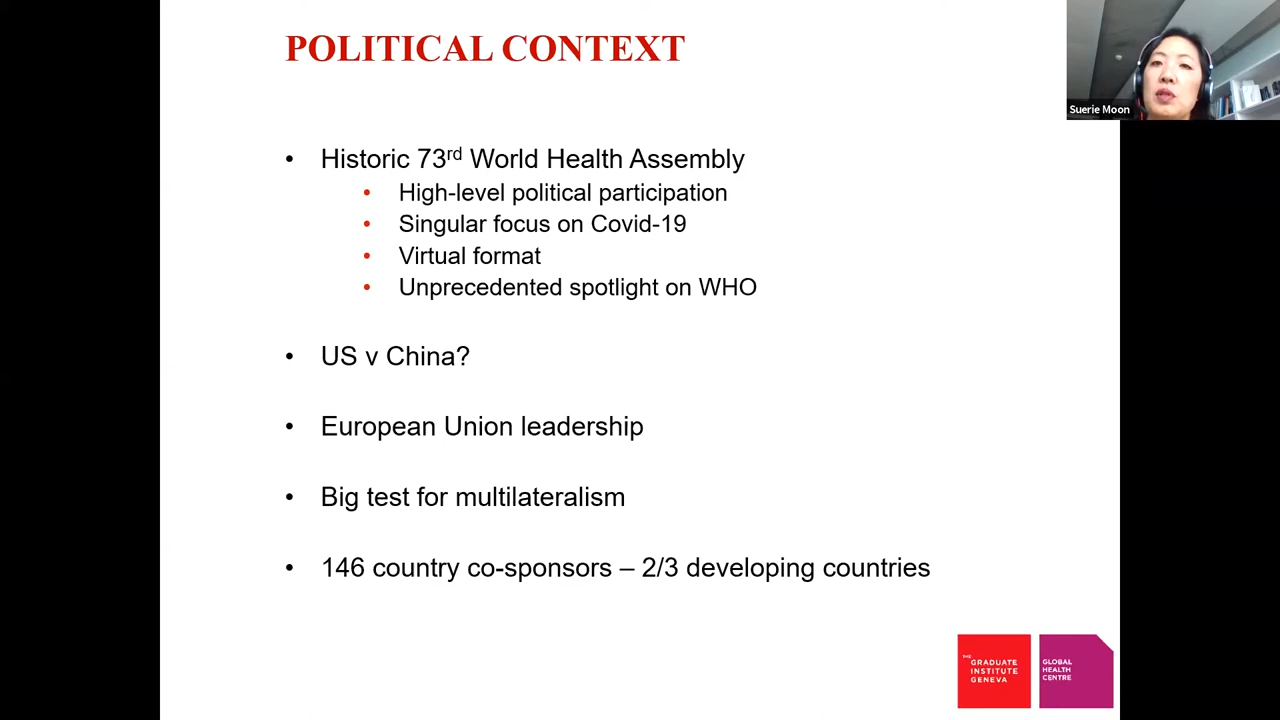 POLITICAL CONTEXT
Suerie Moon
• Historic 73rd World Health Assembly
• High-level political participation
• Singular focus on Covid-19
• Virtual format
• Unprecedented spotlight on WHO
• US v China?
• European Union leadership
• Big test for multilateralism
• 146 country co-sponsors – 2/3 developing countries
THE
GRADUATE
INSTITUTE
GENEVA
GLOBAL
HEALTH
CENTRE